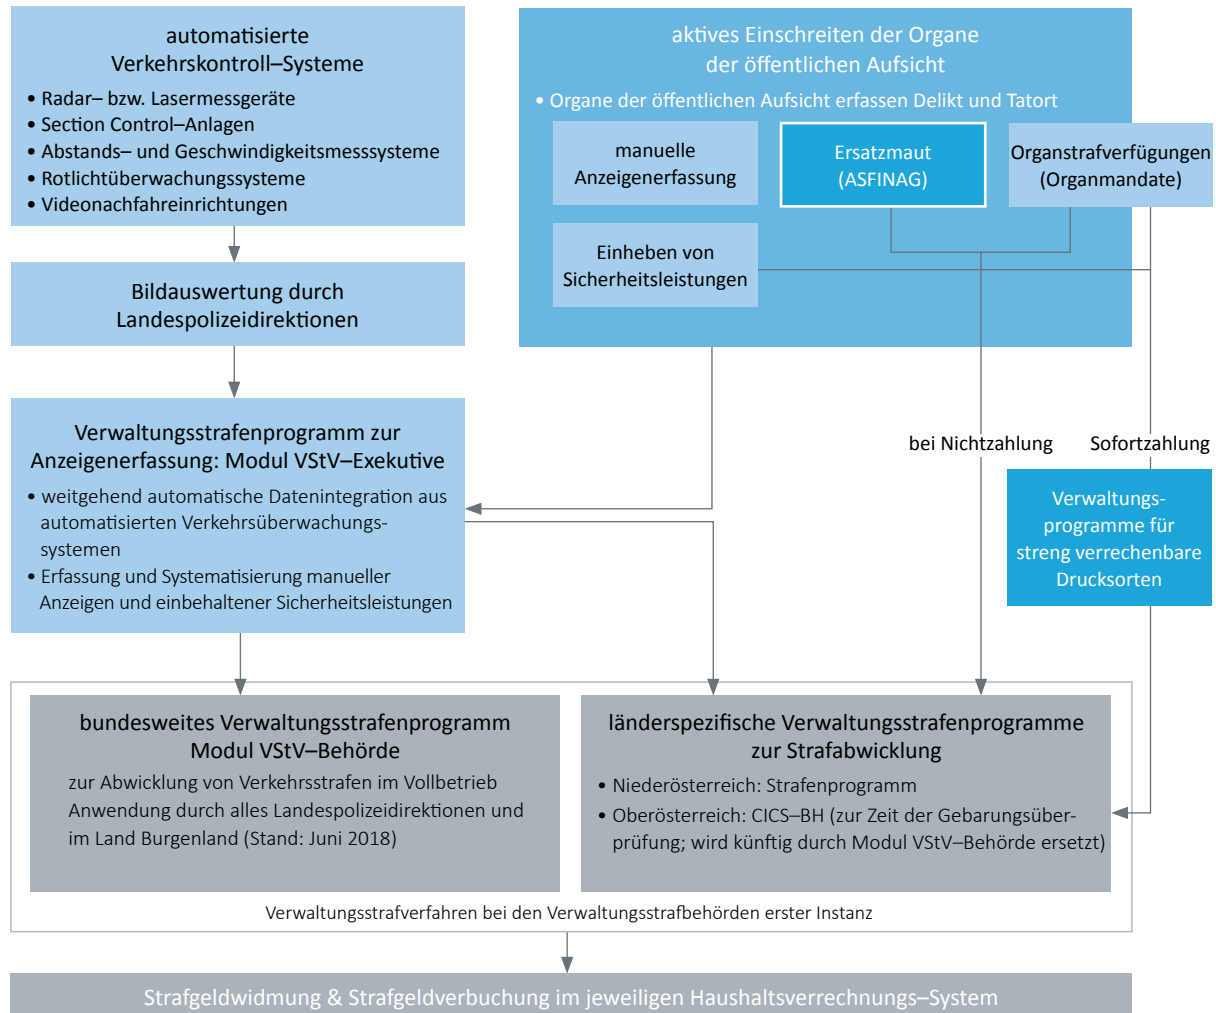 automatisierte
Verkehrskontroll–Systeme
• Radar– bzw. Lasermessgeräte
• Section Control–Anlagen
• Abstands– und Geschwindigkeitsmesssysteme
• Rotlichtüberwachungssysteme
• Videonachfahreinrichtungen
Bildauswertung durch
Landespolizeidirektionen
Verwaltungsstrafenprogramm zur
Anzeigenerfassung: Modul VStV–Exekutive
• weitgehend automatische Datenintegration aus
automatisierten Verkehrsüberwachungs-
systemen
• Erfassung und Systematisierung manueller
Anzeigen und einbehaltener Sicherheitsleistungen
aktives Einschreiten der Organe
der öffentlichen Aufsicht
• Organe der öffentlichen Aufsicht erfassen Delikt und Tatort
manuelle
Anzeigenerfassung
Ersatzmaut
(ASFINAG)
Organstrafverfügungen
(Organmandate)
Einheben von
Sicherheitsleistungen
bei Nichtzahlung
Sofortzahlung
Verwaltungs-
programme für
streng verrechenbare
Drucksorten
bundesweites Verwaltungsstrafenprogramm
Modul VStV–Behörde
zur Abwicklung von Verkehrsstrafen im Vollbetrieb
Anwendung durch alles Landespolizeidirektionen und
im Land Burgenland (Stand: Juni 2018)
länderspezifische Verwaltungsstrafenprogramme
zur Strafabwicklung
• Niederösterreich: Strafenprogramm
• Oberösterreich: CICS–BH (zur Zeit der Gebarungsüber-
prüfung; wird künftig durch Modul VStV–Behörde ersetzt)
Verwaltungsstrafverfahren bei den Verwaltungsstrafbehörden erster Instanz
Strafgeldwidmung & Strafgeldverbuchung im jeweiligen Haushaltsverrechnungs–System